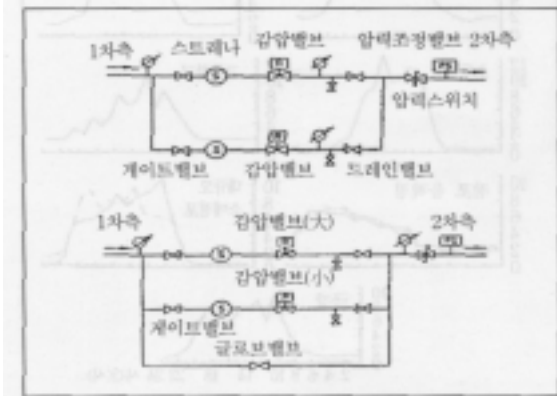 1차측 스트레나 감압밸브 압력조정밸브 2차측
S R PS
압력스위치
S R
게이트밸브 감압밸브 드레인밸브
1차측 감압밸브(大) 2차측
S R PS
감압밸브(小)
S R
게이트밸브
글로브밸브